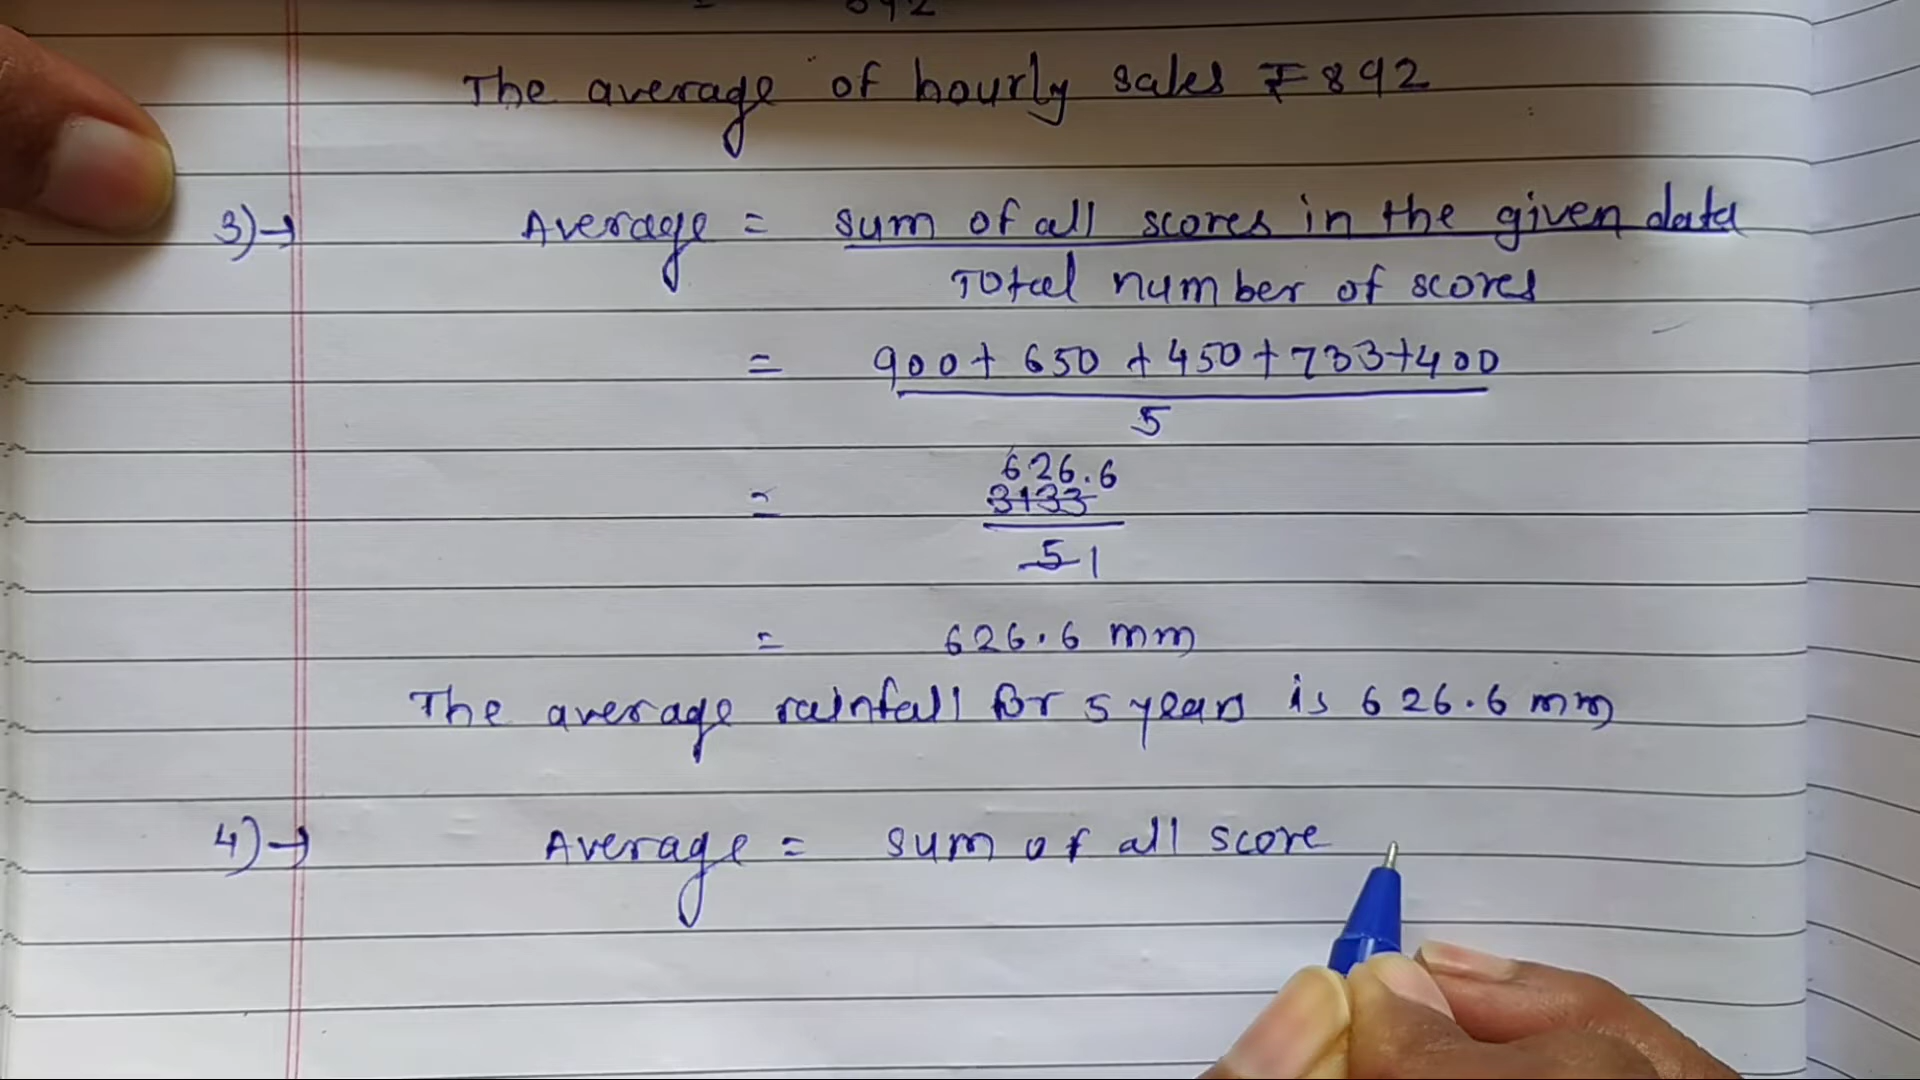 The average of hourly sales ₹892
3)→ Average = sum of all scores in the given data
Total number of scores
= 900 + 650 + 450 + 733 + 400
5
626.6
= 3133
5 1
= 626.6 mm
The average rainfall for 5 years is 626.6 mm
4)→ Average = sum of all score